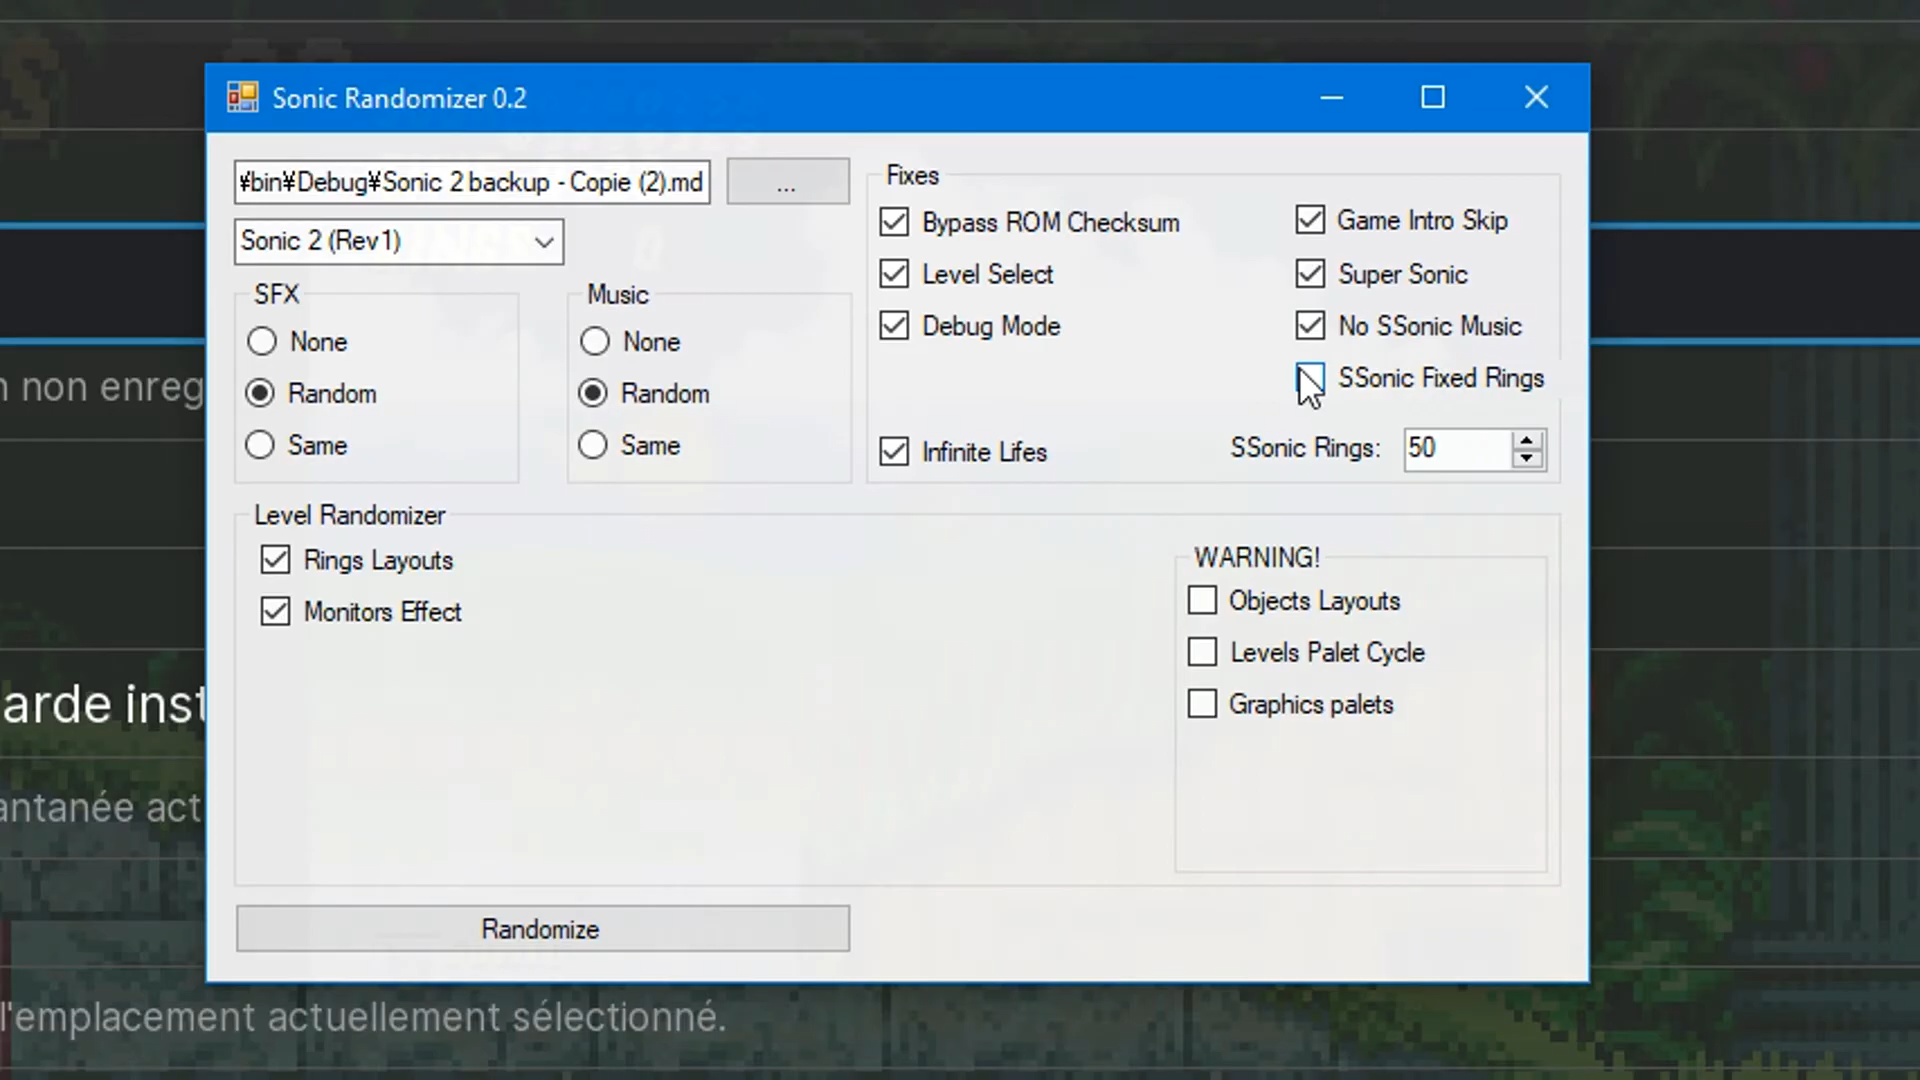 Sonic Randomizer 0.2
¥bin¥Debug¥Sonic 2 backup - Copie (2).md
...
Sonic 2 (Rev1)
SFX
None
Random
Same
Music
None
Random
Same
Fixes
Bypass ROM Checksum
Level Select
Debug Mode
Infinite Lifes
Game Intro Skip
Super Sonic
No SSonic Music
SSonic Fixed Rings
SSonic Rings: 50
Level Randomizer
Rings Layouts
Monitors Effect
WARNING!
Objects Layouts
Levels Palet Cycle
Graphics palets
Randomize
n non enreg
arde inst
antanée act
l'emplacement actuellement sélectionné.